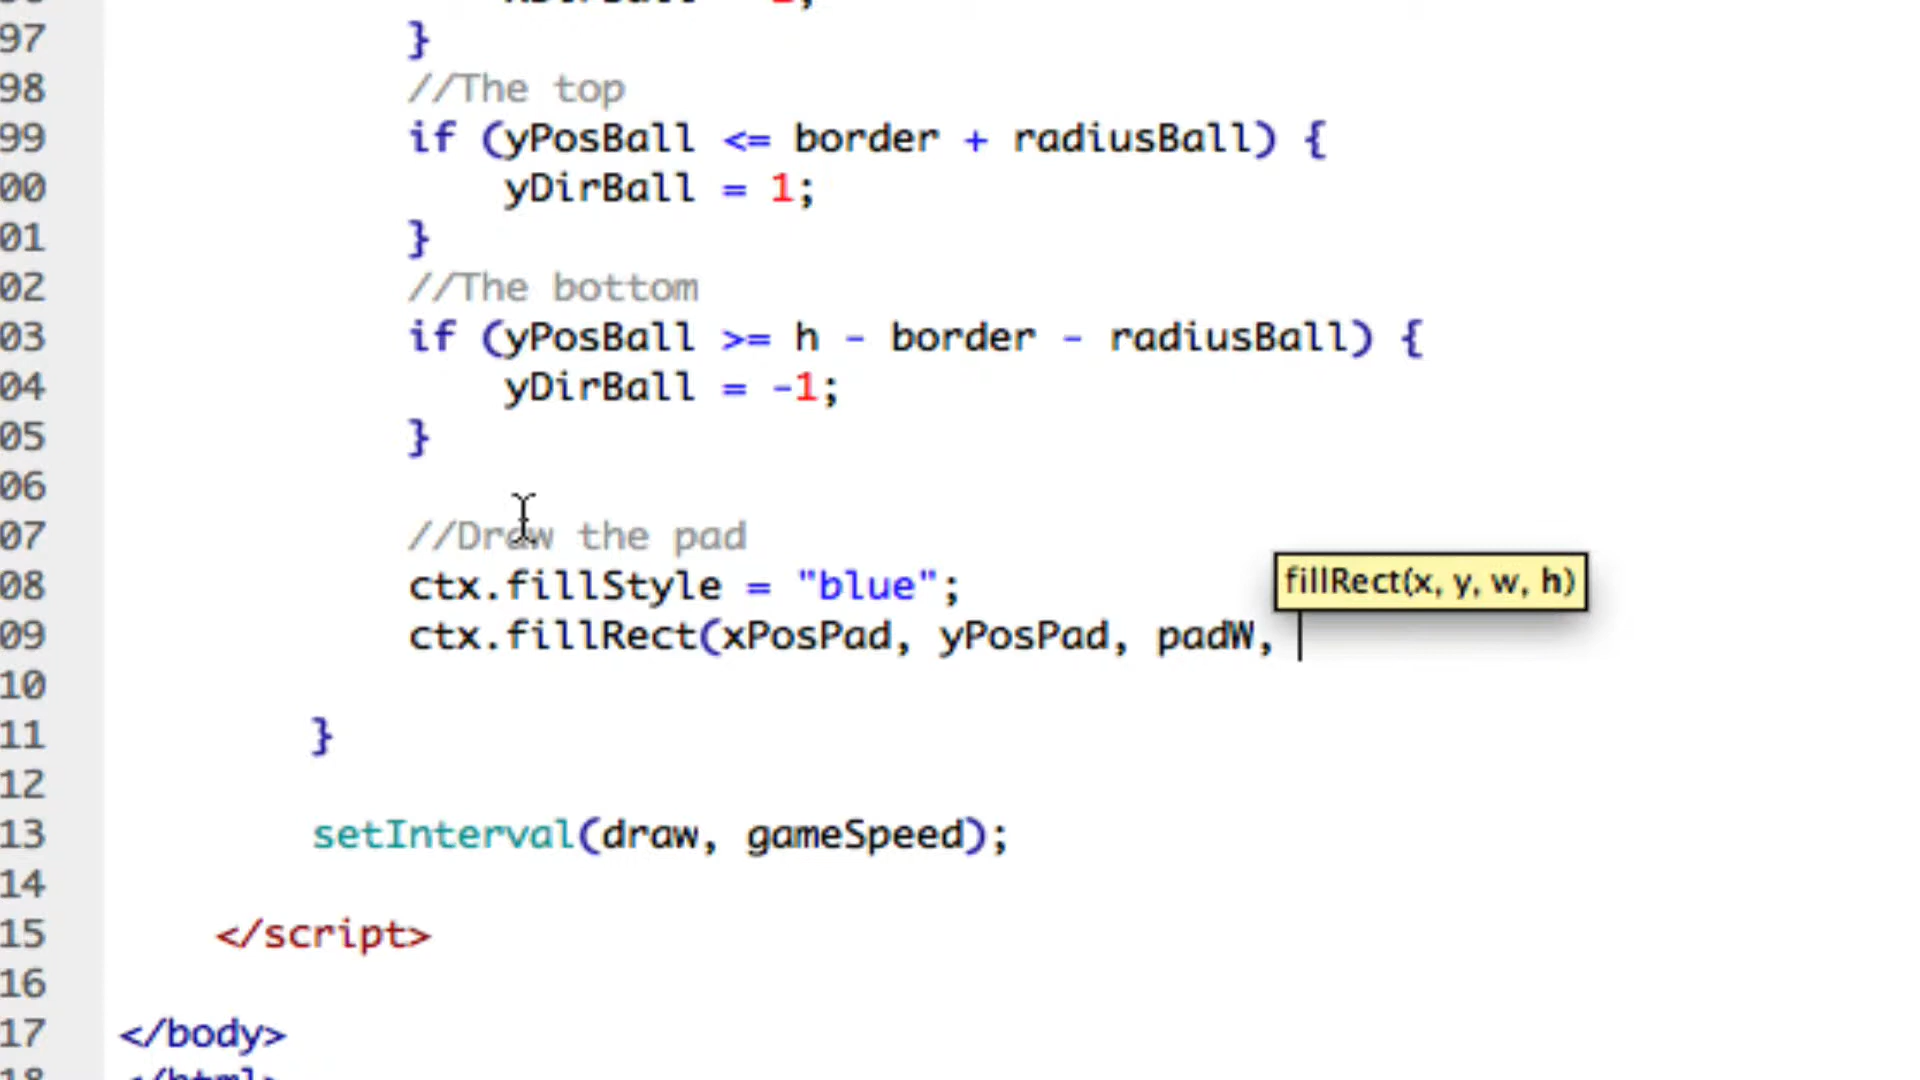 97 }
98 //The top
99 if (yPosBall <= border + radiusBall) {
00 yDirBall = 1;
01 }
02 //The bottom
03 if (yPosBall >= h - border - radiusBall) {
04 yDirBall = -1;
05 }
06
07 //Draw the pad
08 ctx.fillStyle = "blue";
fillRect(x, y, w, h)
09 ctx.fillRect(xPosPad, yPosPad, padW,
10
11 }
12
13 setInterval(draw, gameSpeed);
14
15 </script>
16
17 </body>
18 </html>